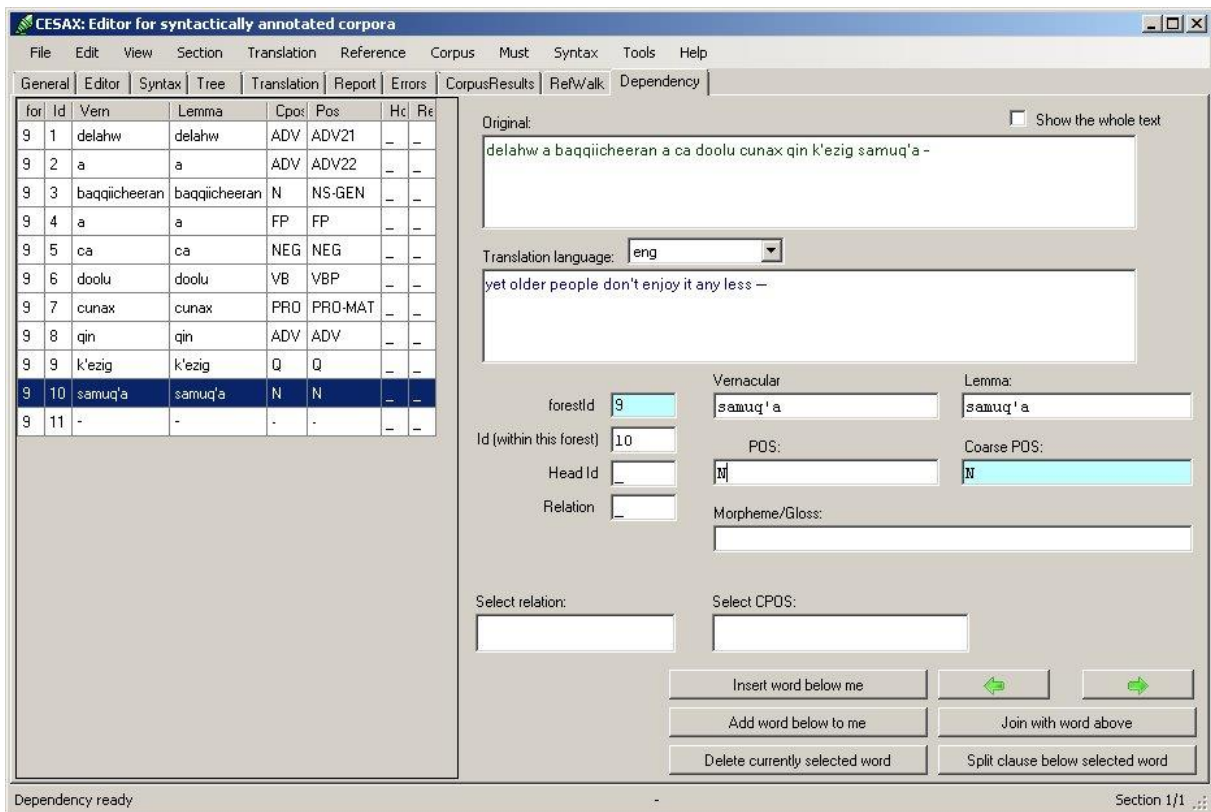 CESAX: Editor for syntactically annotated corpora
File Edit View Section Translation Reference Corpus Must Syntax Tools Help
General Editor Syntax Tree Translation Report Errors CorpusResults RefWalk Dependency
for Id Vern Lemma Cpos Pos Hc Re
9 1 delahw delahw ADV ADV21 _ _
9 2 a a ADV ADV22 _ _
9 3 baqqiicheeran baqqiicheeran N NS-GEN _ _
9 4 a a FP FP _ _
9 5 ca ca NEG NEG _ _
9 6 doolu doolu VB VBP _ _
9 7 cunax cunax PRO PRO-MAT _ _
9 8 qin qin ADV ADV _ _
9 9 k'ezig k'ezig Q Q _ _
9 10 samuq'a samuq'a N N _ _
9 11 - - . . _ _
Original: Show the whole text
delahw a baqqiicheeran a ca doolu cunax qin k'ezig samuq'a -
Translation language: eng
yet older people don't enjoy it any less —
Vernacular Lemma:
forestId 9 samuq'a samuq'a
Id (within this forest) 10 POS: Coarse POS:
Head Id _ N N
Relation _ Morpheme/Gloss:
Select relation: Select CPOS:
Insert word below me
Add word below to me Join with word above
Delete currently selected word Split clause below selected word
Dependency ready - Section 1/1